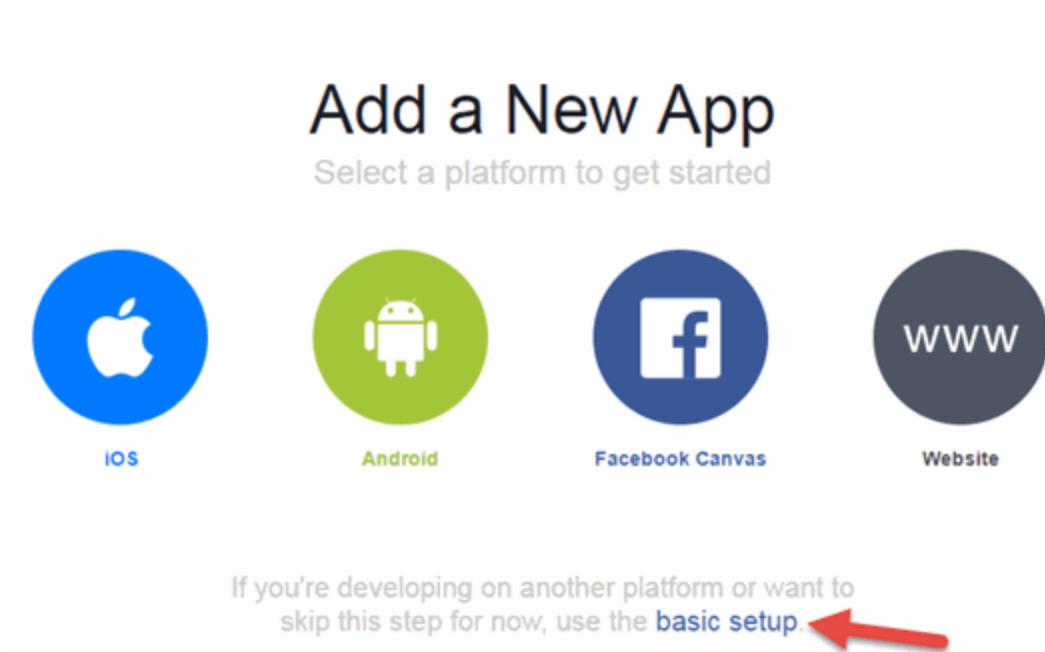 Add a New App
Select a platform to get started
f
www
iOS
Android
Facebook Canvas
Website
If you're developing on another platform or want to
skip this step for now, use the basic setup.